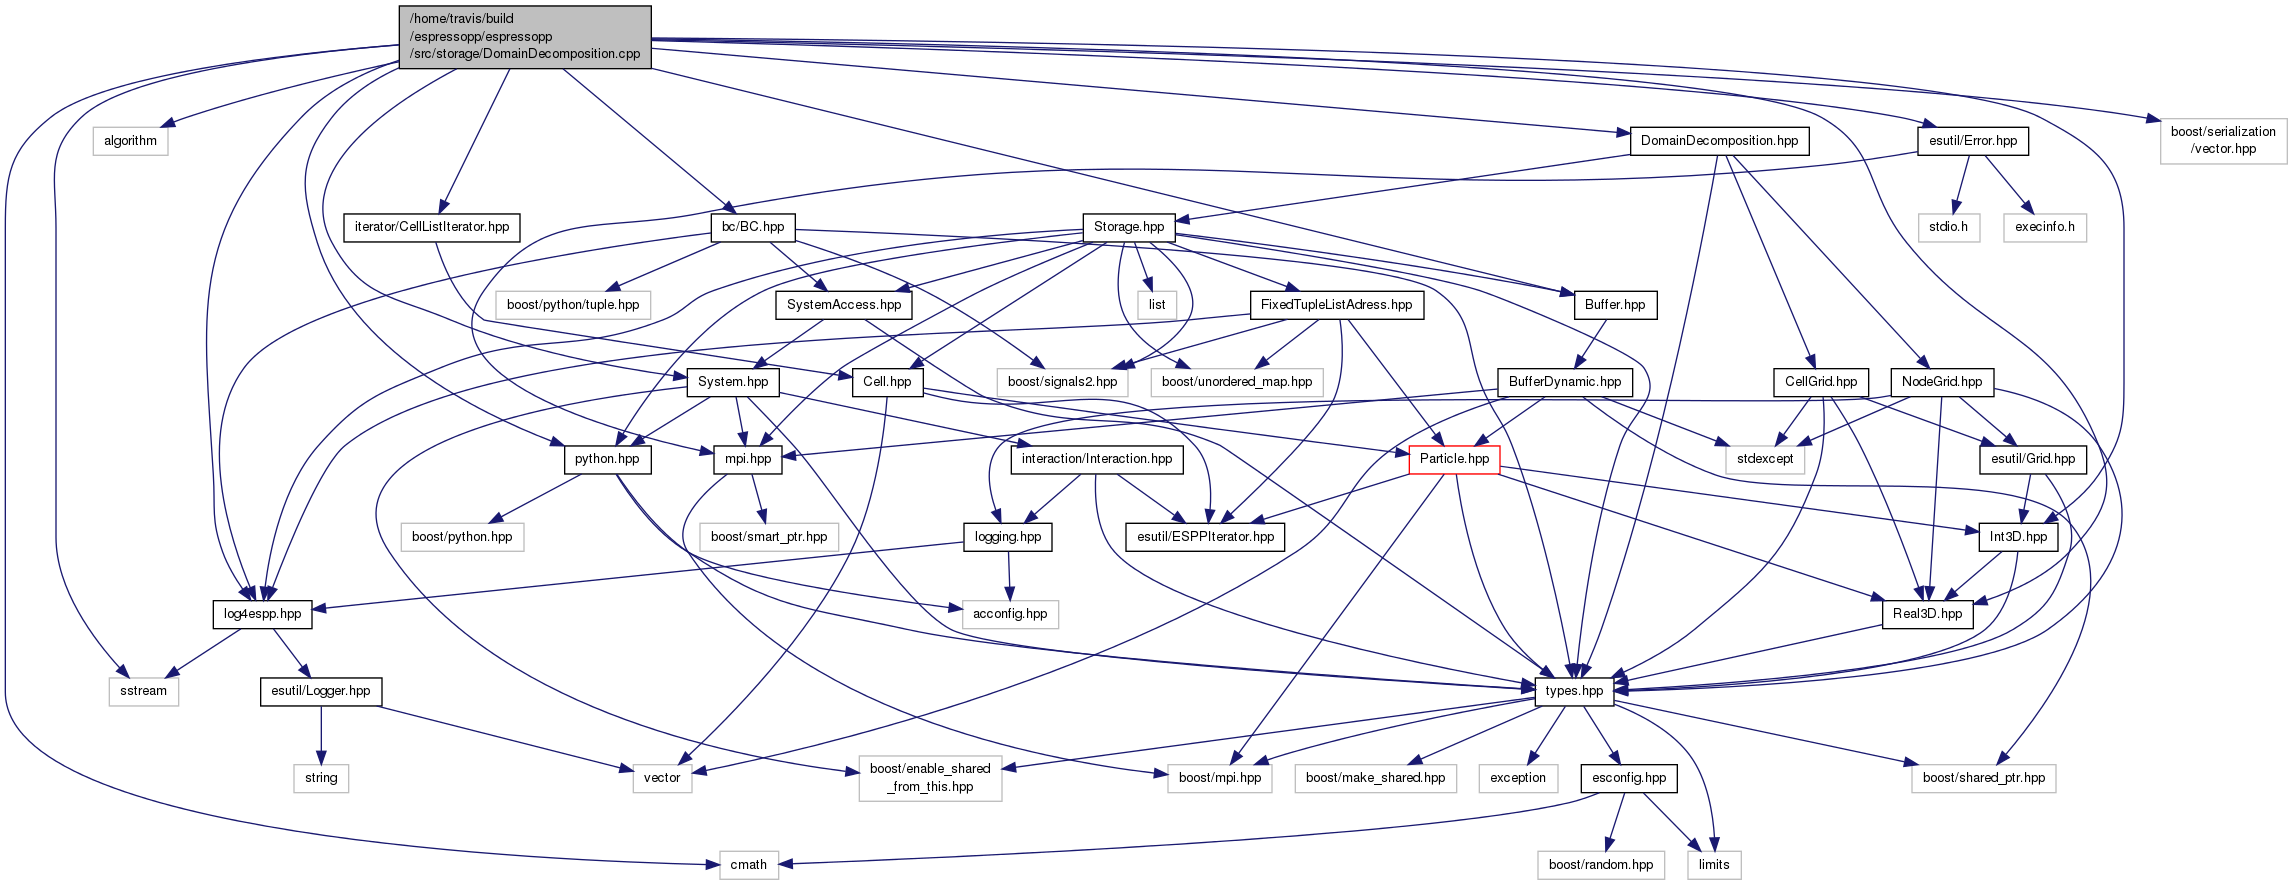 /home/travis/build
/espressopp/espressopp
/src/storage/DomainDecomposition.cpp
algorithm
DomainDecomposition.hpp
esutil/Error.hpp
boost/serialization
/vector.hpp
iterator/CellListIterator.hpp
bc/BC.hpp
Storage.hpp
stdio.h
execinfo.h
boost/python/tuple.hpp
SystemAccess.hpp
list
FixedTupleListAdress.hpp
Buffer.hpp
System.hpp
Cell.hpp
boost/signals2.hpp
boost/unordered_map.hpp
BufferDynamic.hpp
CellGrid.hpp
NodeGrid.hpp
python.hpp
mpi.hpp
interaction/Interaction.hpp
Particle.hpp
stdexcept
esutil/Grid.hpp
boost/python.hpp
boost/smart_ptr.hpp
logging.hpp
esutil/ESPPIterator.hpp
Int3D.hpp
log4espp.hpp
acconfig.hpp
Real3D.hpp
sstream
esutil/Logger.hpp
types.hpp
string
vector
boost/enable_shared
_from_this.hpp
boost/mpi.hpp
boost/make_shared.hpp
exception
esconfig.hpp
boost/shared_ptr.hpp
cmath
boost/random.hpp
limits